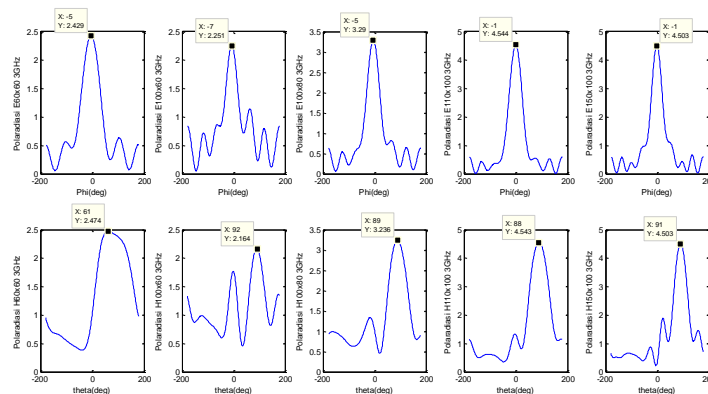 X: -5
Y: 2.429
X: -7
Y: 2.251
X: -5
Y: 3.29
X: -1
Y: 4.544
X: -1
Y: 4.503
Polaradiasi E60x60 3GHz
2.5
2
1.5
1
0.5
0
-200 0 200
Phi(deg)
Polaradiasi E100x60 3GHz
2.5
2
1.5
1
0.5
0
-200 0 200
Phi(deg)
Polaradiasi E100x80 3GHz
3.5
3
2.5
2
1.5
1
0.5
0
-200 0 200
Phi(deg)
Polaradiasi E110x100 3GHz
5
4
3
2
1
0
-200 0 200
Phi(deg)
Polaradiasi E150x100 3GHz
5
4
3
2
1
0
-200 0 200
Phi(deg)
X: 61
Y: 2.474
X: 92
Y: 2.164
X: 89
Y: 3.236
X: 88
Y: 4.543
X: 91
Y: 4.503
Polaradiasi H60x60 3GHz
2.5
2
1.5
1
0.5
0
-200 0 200
theta(deg)
Polaradiasi H100x60 3GHz
2.5
2
1.5
1
0.5
0
-200 0 200
theta(deg)
Polaradiasi H100x80 3GHz
3.5
3
2.5
2
1.5
1
0.5
0
-200 0 200
theta(deg)
Polaradiasi H110x100 3GHz
5
4
3
2
1
0
-200 0 200
theta(deg)
Polaradiasi H150x100 3GHz
5
4
3
2
1
0
-200 0 200
theta(deg)